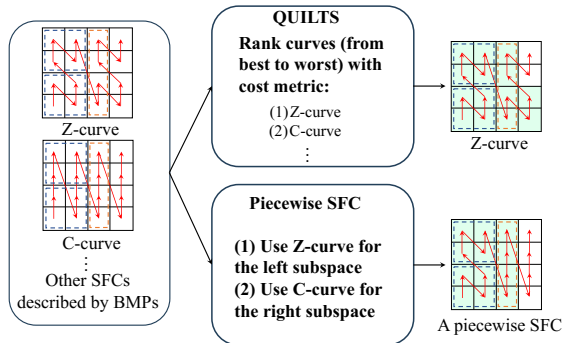 Z-curve
C-curve
⋮
Other SFCs
described by BMPs
QUILTS
Rank curves (from
best to worst) with
cost metric:
(1) Z-curve
(2) C-curve
⋮
Piecewise SFC
(1) Use Z-curve for
the left subspace
(2) Use C-curve for
the right subspace
Z-curve
A piecewise SFC